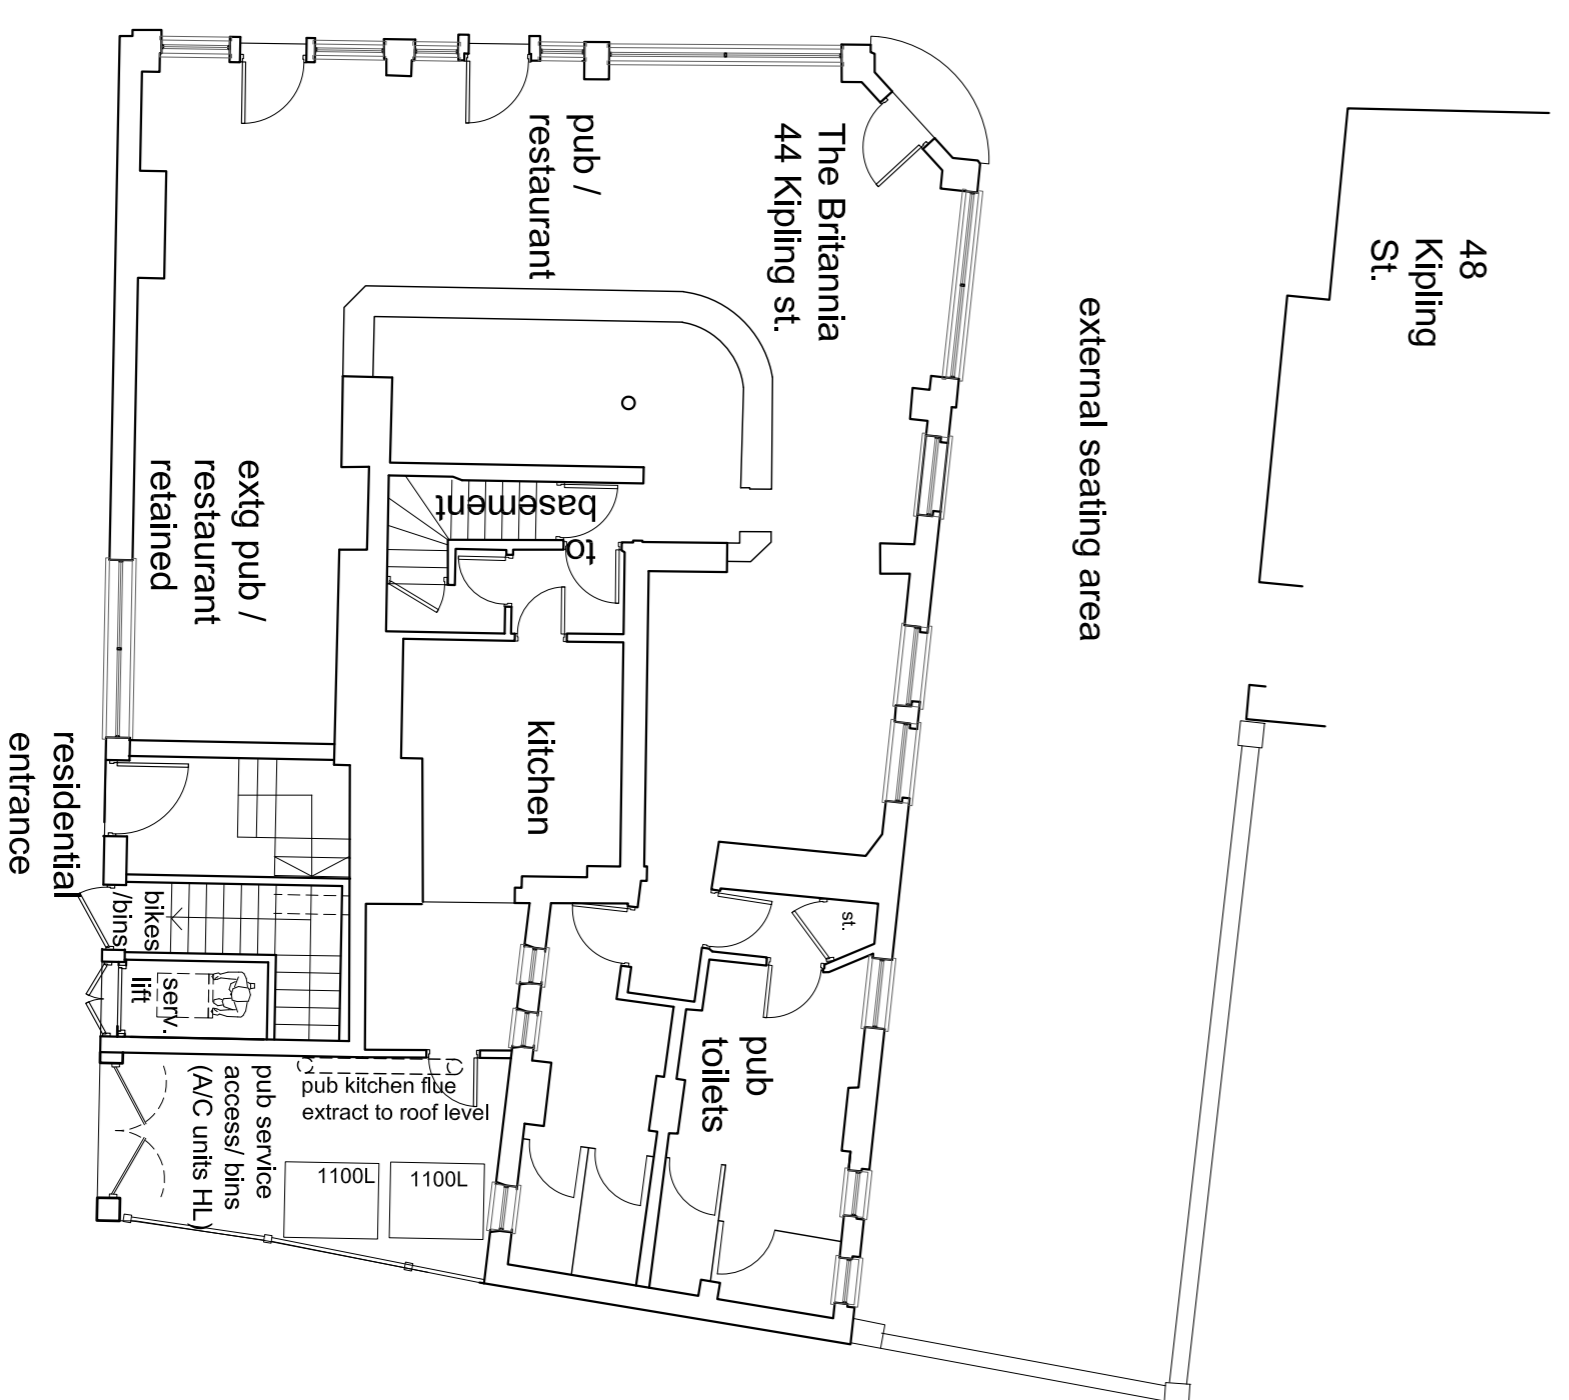 48
Kipling
St.
The Britannia
44 Kipling st.
pub /
restaurant
external seating area
extg pub /
restaurant
retained
to
basement
kitchen
residential
entrance
bikes
/bins
serv.
lift
st.
pub
toilets
pub kitchen flue
extract to roof level
pub service
access/ bins
(A/C units HL)
1100L
1100L